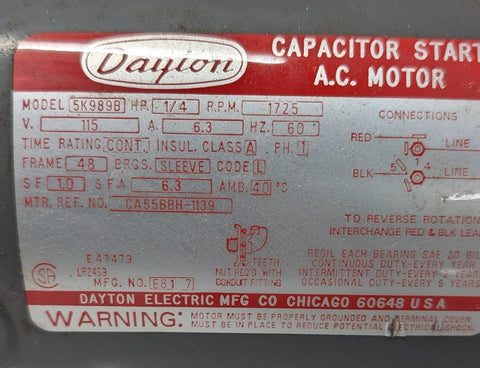 Dayton
CAPACITOR START
A.C. MOTOR
MODEL 5K989B HP. 1/4 R.P.M. 1725
V. 115 A. 6.3 HZ. 60
TIME RATING CONT. INSUL. CLASS A PH. 1
FRAME 48 BRGS. SLEEVE CODE L
S F 1.0 S F A 6.3 AMB. 40 °C
MTR. REF. NO. CA55BBH-1139
CONNECTIONS
RED LINE
5 1 4
BLK LINE
TO REVERSE ROTATION
INTERCHANGE RED & BLK LEA
E47479
LR2459
MFG. NO. E81 7
TEETH
NUT REQ'D WITH
CONDUIT FITTING
REOIL EACH BEARING SAE 20
CONTINUOUS DUTY-EVERY YEAR
INTERMITTENT DUTY-EVERY 2
OCCASIONAL DUTY-EVERY 5 YEARS
DAYTON ELECTRIC MFG CO CHICAGO 60648 U S A
WARNING: MOTOR MUST BE PROPERLY GROUNDED AND TERMINAL COVER
MUST BE IN PLACE TO REDUCE POTENTIAL ELECTRICAL SHOCK.